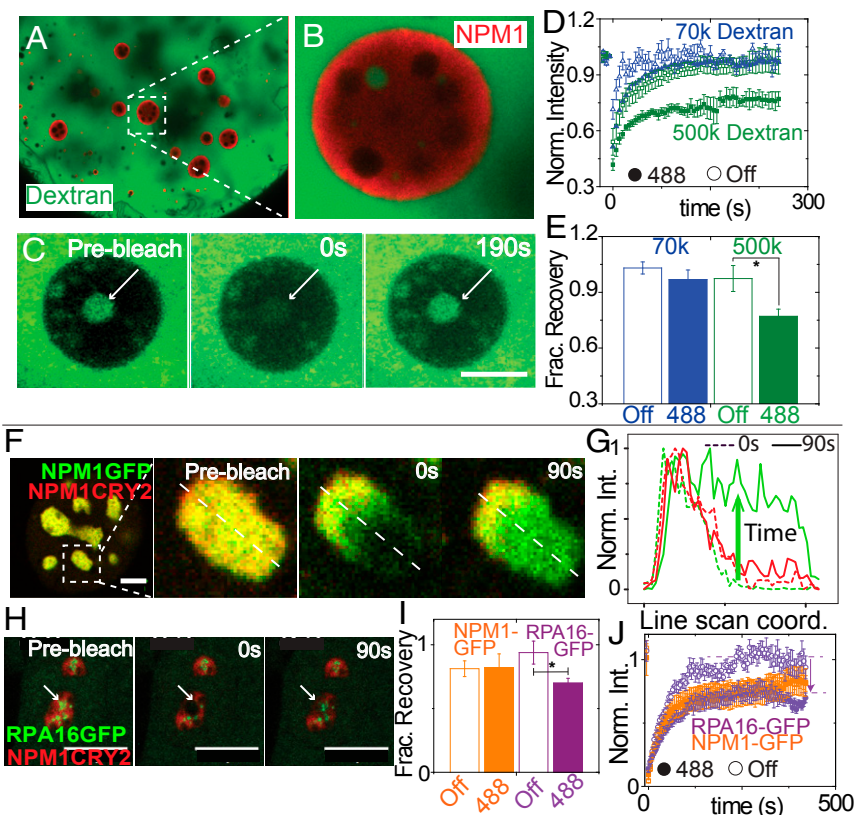 A
Dextran
B
NPM1
C
Pre-bleach
0s
190s
D
Norm. Intensity
1.2
0.9
0.6
0.3
70k Dextran
500k Dextran
488
Off
0
300
time (s)
E
Frac. Recovery
1.2
0.9
0.6
0.3
70k
500k
*
Off
488
Off
488
F
NPM1GFP
NPM1CRY2
Pre-bleach
0s
90s
G
Norm. Int.
1
0
0s
90s
Time
Line scan coord.
H
Pre-bleach
0s
90s
RPA16GFP
NPM1CRY2
I
Frac. Recovery
1
0
NPM1-
GFP
RPA16-
GFP
*
Off
488
Off
488
J
Norm. Int.
1
0
RPA16-GFP
NPM1-GFP
488
Off
0
500
time (s)